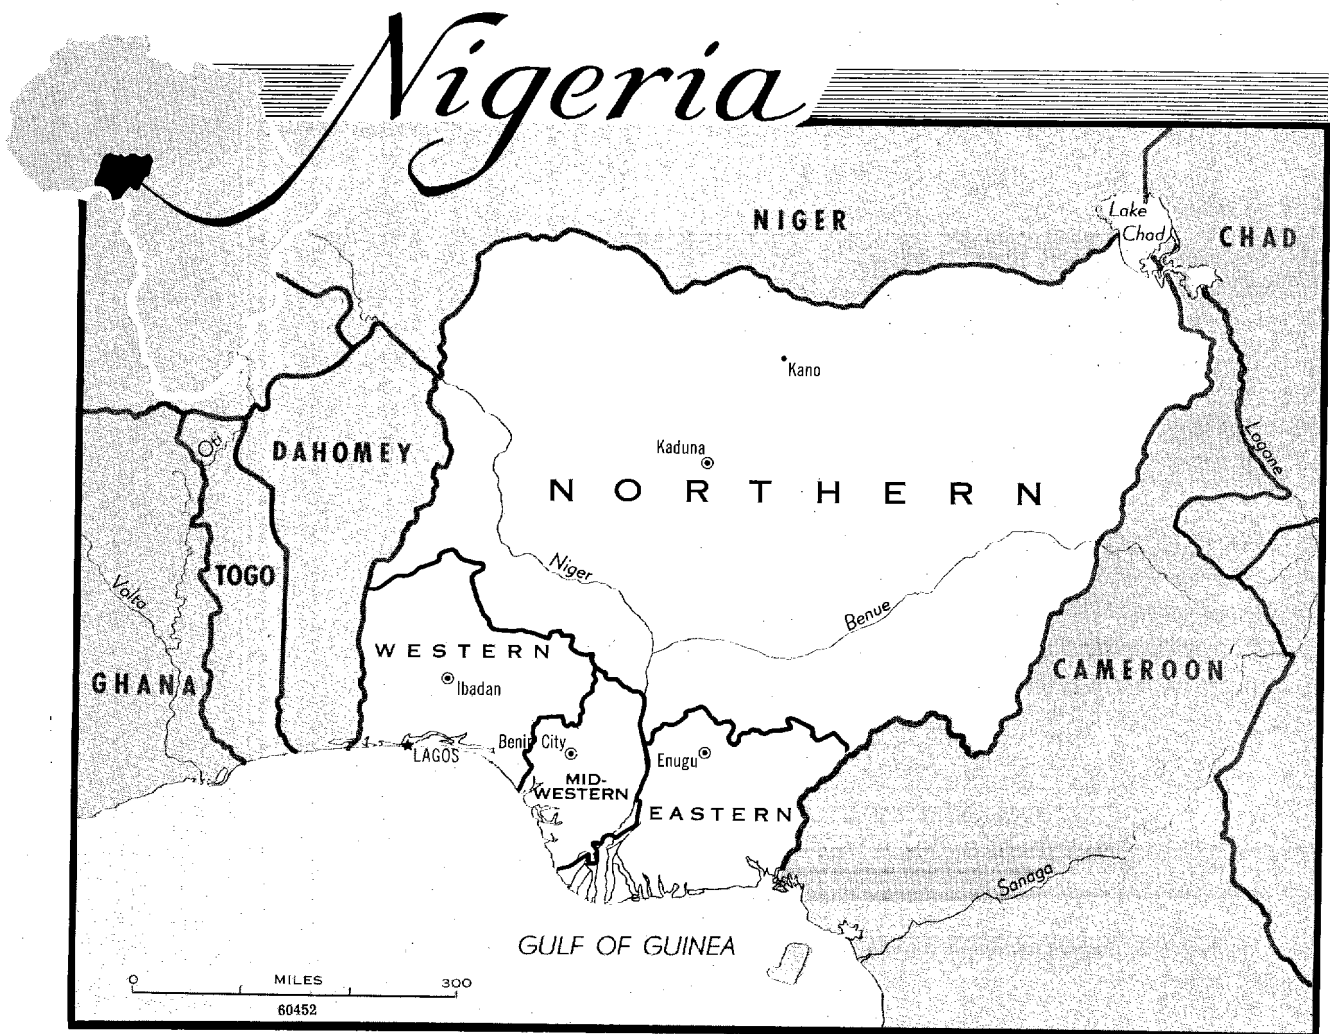 Nigeria
NIGER
Lake
Chad
CHAD
Kano
Oti
DAHOMEY
Kaduna
Logone
NORTHERN
Niger
TOGO
Volta
Benue
WESTERN
GHANA
Ibadan
CAMEROON
Benin City
LAGOS
Enugu
MID-
WESTERN
EASTERN
Sanaga
GULF OF GUINEA
0 MILES 300
60452